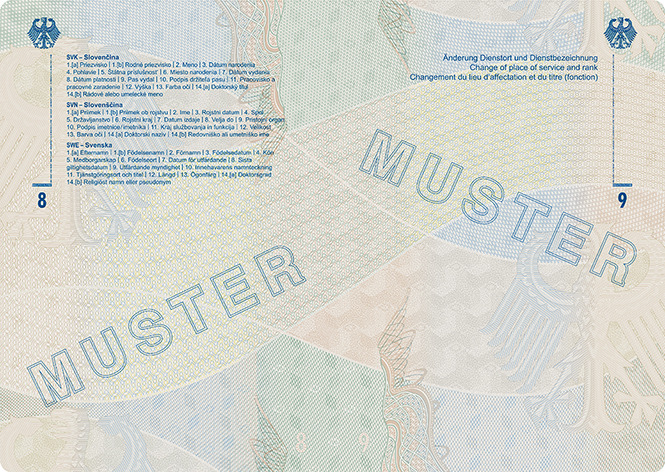 SVK – Slovenčina
1.[a] Priezvisko | 1.[b] Rodné priezvisko | 2. Meno | 3. Dátum narodenia
4. Pohlavie | 5. Štátna príslušnosť | 6. Miesto narodenia | 7. Dátum vydania
8. Dátum platnosti | 9. Pas vydal | 10. Podpis držiteľa pasu | 11. Pracovisko a
pracovné zaradenie | 12. Výška | 13. Farba očí | 14.[a] Doktorský titul
14.[b] Rádové alebo umelecké meno
SVN – Slovenščina
1.[a] Priimek | 1.[b] Priimek ob rojstvu | 2. Ime | 3. Rojstni datum | 4. Spol
5. Državljanstvo | 6. Rojstni kraj | 7. Datum izdaje | 8. Velja do | 9. Pristojni organ
10. Podpis imetnice/imetnika | 11. Kraj službovanja in funkcija | 12. Velikost
13. Barva oči | 14.[a] Doktorski naziv | 14.[b] Redovniško ali umetniško ime
SWE – Svenska
1.[a] Efternamn | 1.[b] Födelsenamn | 2. Förnamn | 3. Födelsedatum | 4. Kön
5. Medborgarskap | 6. Födelseort | 7. Datum för utfärdande | 8. Sista
giltighetsdatum | 9. Utfärdande myndighet | 10. Innehavarens namnteckning
11. Tjänstgöringsort och titel | 12. Längd | 13. Ögonfärg | 14.[a] Doktorsgrad
14.[b] Religiöst namn eller pseudonym
8
MUSTER
Änderung Dienstort und Dienstbezeichnung
Change of place of service and rank
Changement du lieu d'affectation et du titre (fonction)
9
MUSTER
8 9